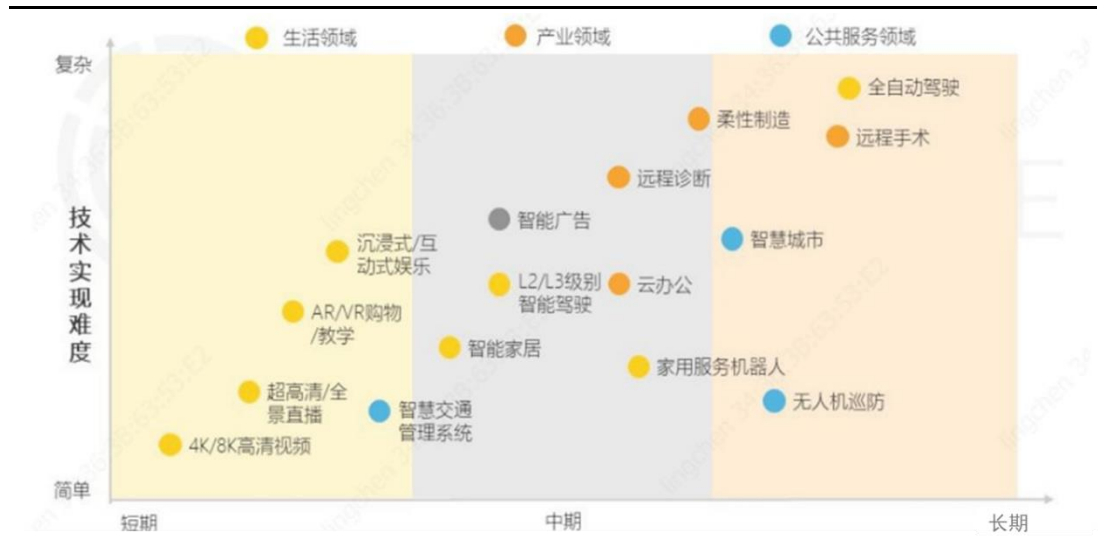 生活领域
产业领域
公共服务领域
复杂
全自动驾驶
柔性制造
远程手术
远程诊断
技术实现难度
智能广告
智慧城市
沉浸式/互
动式娱乐
L2/L3级别
智能驾驶
云办公
AR/VR购物
/教学
智能家居
家用服务机器人
超高清/全
景直播
智慧交通
管理系统
无人机巡防
4K/8K高清视频
简单
短期
中期
长期